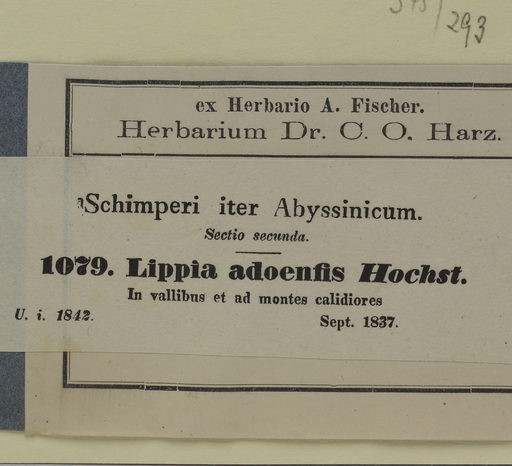 293
ex Herbario A. Fischer.
Herbarium Dr. C. O. Harz.
Schimperi iter Abyssinicum.
Sectio secunda.
1079. Lippia adoenſis Hochst.
In vallibus et ad montes calidiores
U. i. 1842. Sept. 1837.